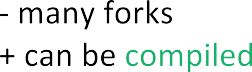 - many forks
+ can be compiled